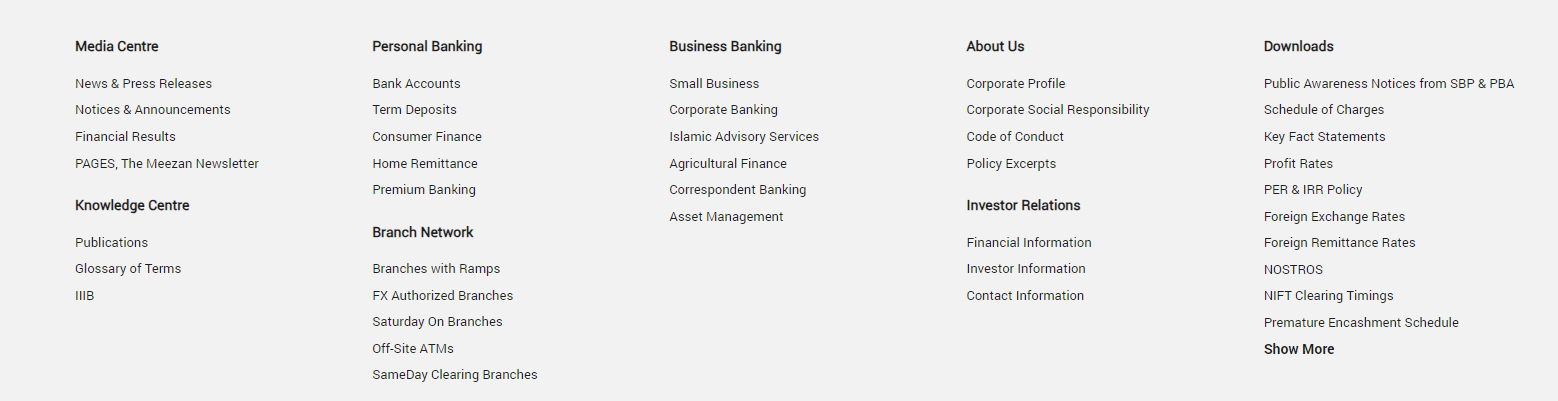 Media Centre
News & Press Releases
Notices & Announcements
Financial Results
PAGES, The Meezan Newsletter
Knowledge Centre
Publications
Glossary of Terms
IIIB
Personal Banking
Bank Accounts
Term Deposits
Consumer Finance
Home Remittance
Premium Banking
Branch Network
Branches with Ramps
FX Authorized Branches
Saturday On Branches
Off-Site ATMs
SameDay Clearing Branches
Business Banking
Small Business
Corporate Banking
Islamic Advisory Services
Agricultural Finance
Correspondent Banking
Asset Management
About Us
Corporate Profile
Corporate Social Responsibility
Code of Conduct
Policy Excerpts
Investor Relations
Financial Information
Investor Information
Contact Information
Downloads
Public Awareness Notices from SBP & PBA
Schedule of Charges
Key Fact Statements
Profit Rates
PER & IRR Policy
Foreign Exchange Rates
Foreign Remittance Rates
NOSTROS
NIFT Clearing Timings
Premature Encashment Schedule
Show More